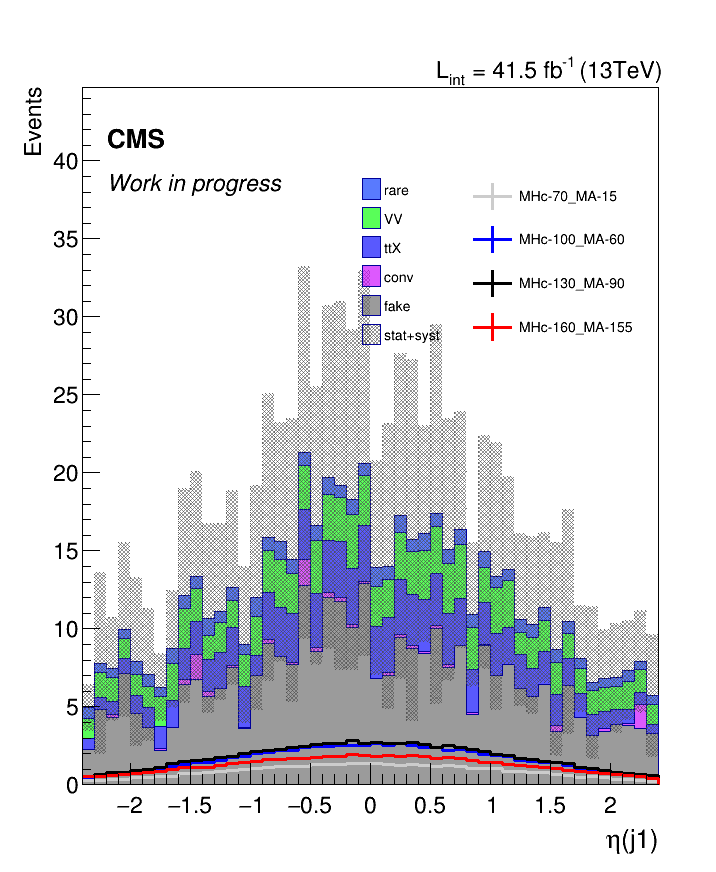 L_int = 41.5 fb^-1 (13TeV)
Events
CMS
Work in progress
rare
VV
ttX
conv
fake
stat+syst
MHc-70_MA-15
MHc-100_MA-60
MHc-130_MA-90
MHc-160_MA-155
40
35
30
25
20
15
10
5
0
−2 −1.5 −1 −0.5 0 0.5 1 1.5 2
η(j1)